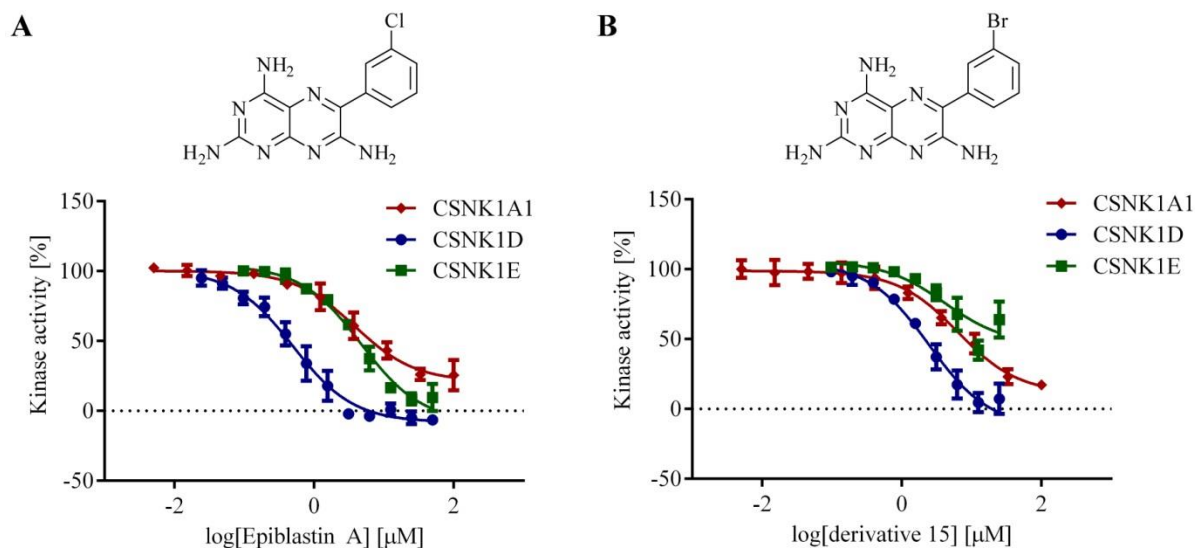 A
Cl
NH₂
N
N
H₂N
N
N
NH₂
150
100
50
0
-50
Kinase activity [%]
CSNK1A1
CSNK1D
CSNK1E
-2
0
2
log[Epiblastin A] [μM]
B
Br
NH₂
N
N
H₂N
N
N
NH₂
150
100
50
0
-50
Kinase activity [%]
CSNK1A1
CSNK1D
CSNK1E
-2
0
2
log[derivative 15] [μM]